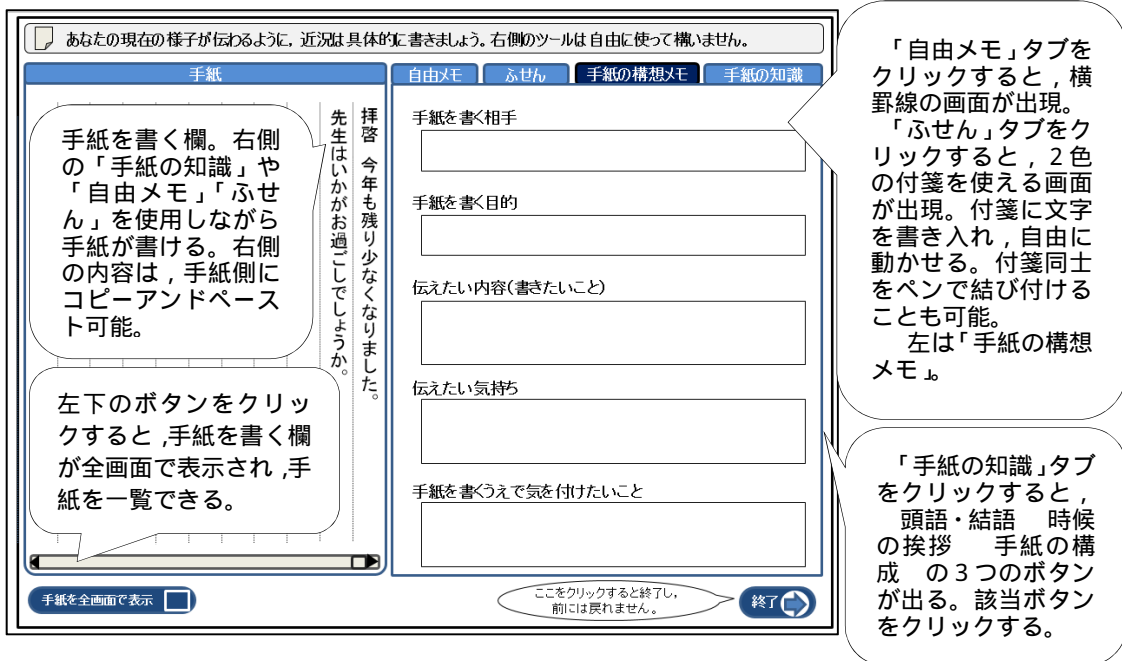 あなたの現在の様子が伝わるように，近況は具体的に書きましょう。右側のツールは自由に使って構いません。
手紙
拝啓　今年も残り少なくなりました。
先生はいかがお過ごしでしょうか。
手紙を書く欄。右側
の「手紙の知識」や
「自由メモ」「ふせ
ん」を使用しながら
手紙が書ける。右側
の内容は，手紙側に
コピーアンドペース
ト可能。
左下のボタンをクリッ
クすると，手紙を書く欄
が全画面で表示され，手
紙を一覧できる。
手紙を全画面で表示
自由メモ
ふせん
手紙の構想メモ
手紙の知識
手紙を書く相手
手紙を書く目的
伝えたい内容(書きたいこと)
伝えたい気持ち
手紙を書くうえで気を付けたいこと
ここをクリックすると終了し，
前には戻れません。
終了
「自由メモ」タブを
クリックすると，横
罫線の画面が出現。
「ふせん」タブをク
リックすると，２色
の付箋を使える画面
が出現。付箋に文字
を書き入れ，自由に
動かせる。付箋同士
をペンで結び付ける
ことも可能。
左は「手紙の構想
メモ」。
「手紙の知識」タブ
をクリックすると，
頭語・結語　時候
の挨拶　手紙の構
成　の３つのボタン
が出る。該当ボタン
をクリックする。